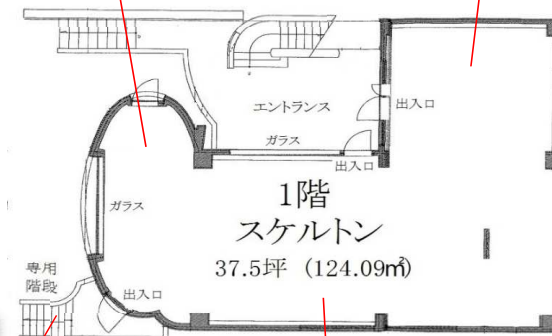 エントランス
出入口
ガラス
出入口
1階
スケルトン
37.5坪 (124.09㎡)
ガラス
専用
階段
出入口